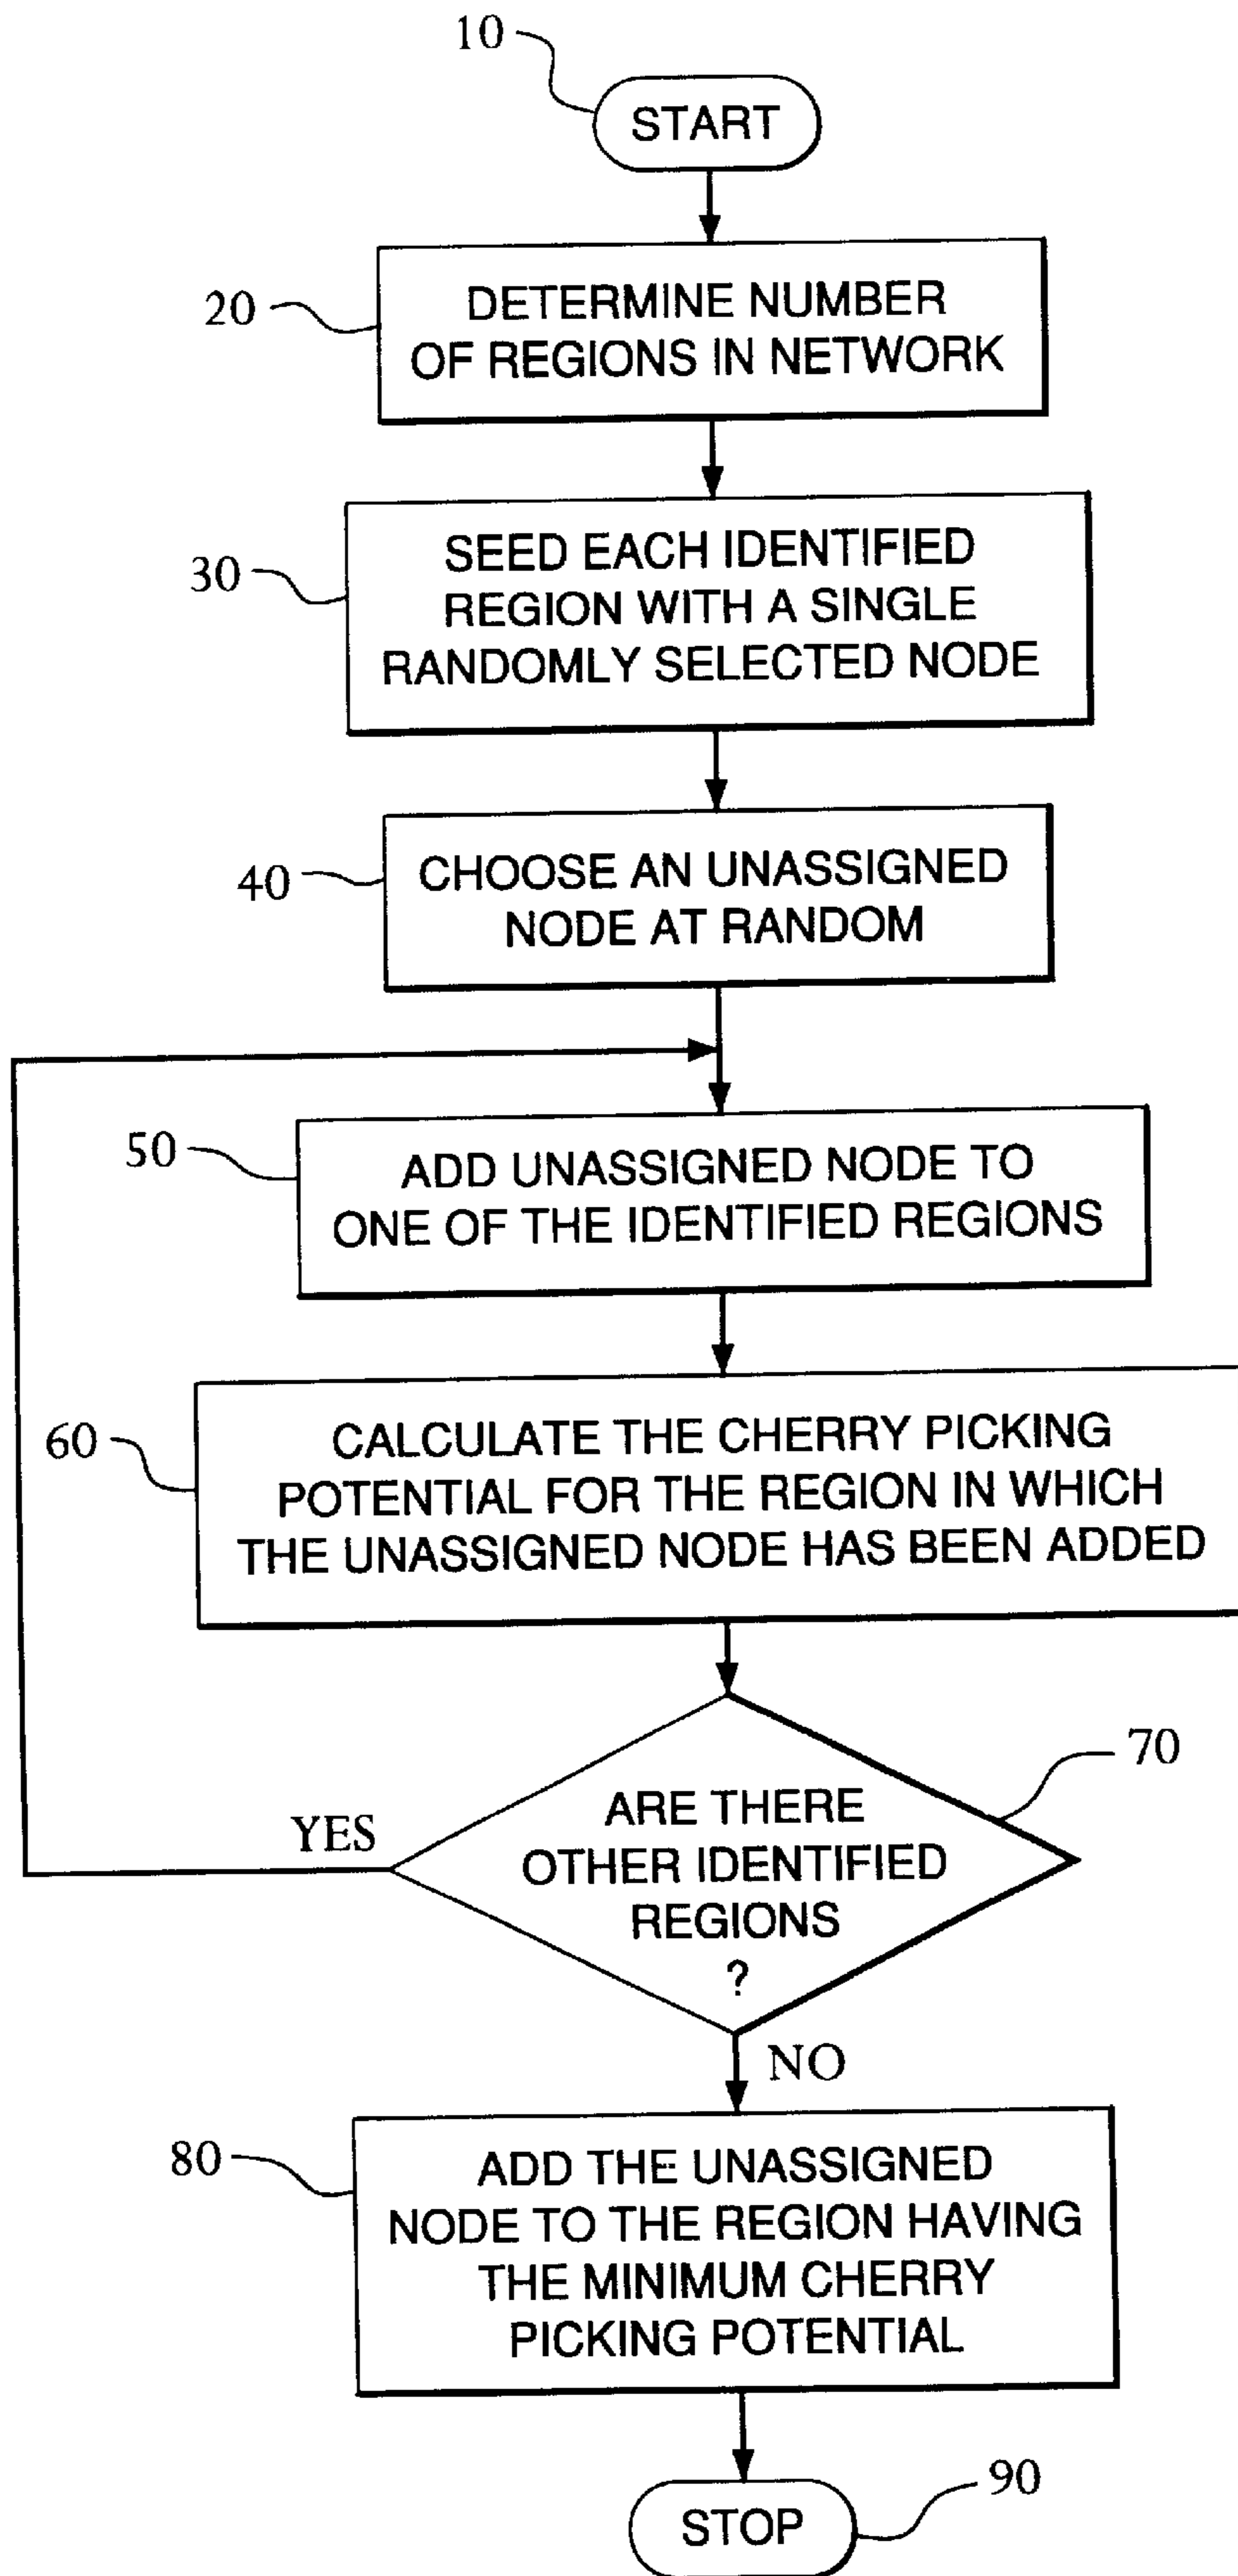 10
START
20
DETERMINE NUMBER
OF REGIONS IN NETWORK
30
SEED EACH IDENTIFIED
REGION WITH A SINGLE
RANDOMLY SELECTED NODE
40
CHOOSE AN UNASSIGNED
NODE AT RANDOM
50
ADD UNASSIGNED NODE TO
ONE OF THE IDENTIFIED REGIONS
60
CALCULATE THE CHERRY PICKING
POTENTIAL FOR THE REGION IN WHICH
THE UNASSIGNED NODE HAS BEEN ADDED
70
YES
ARE THERE
OTHER IDENTIFIED
REGIONS
?
NO
80
ADD THE UNASSIGNED
NODE TO THE REGION HAVING
THE MINIMUM CHERRY
PICKING POTENTIAL
90
STOP